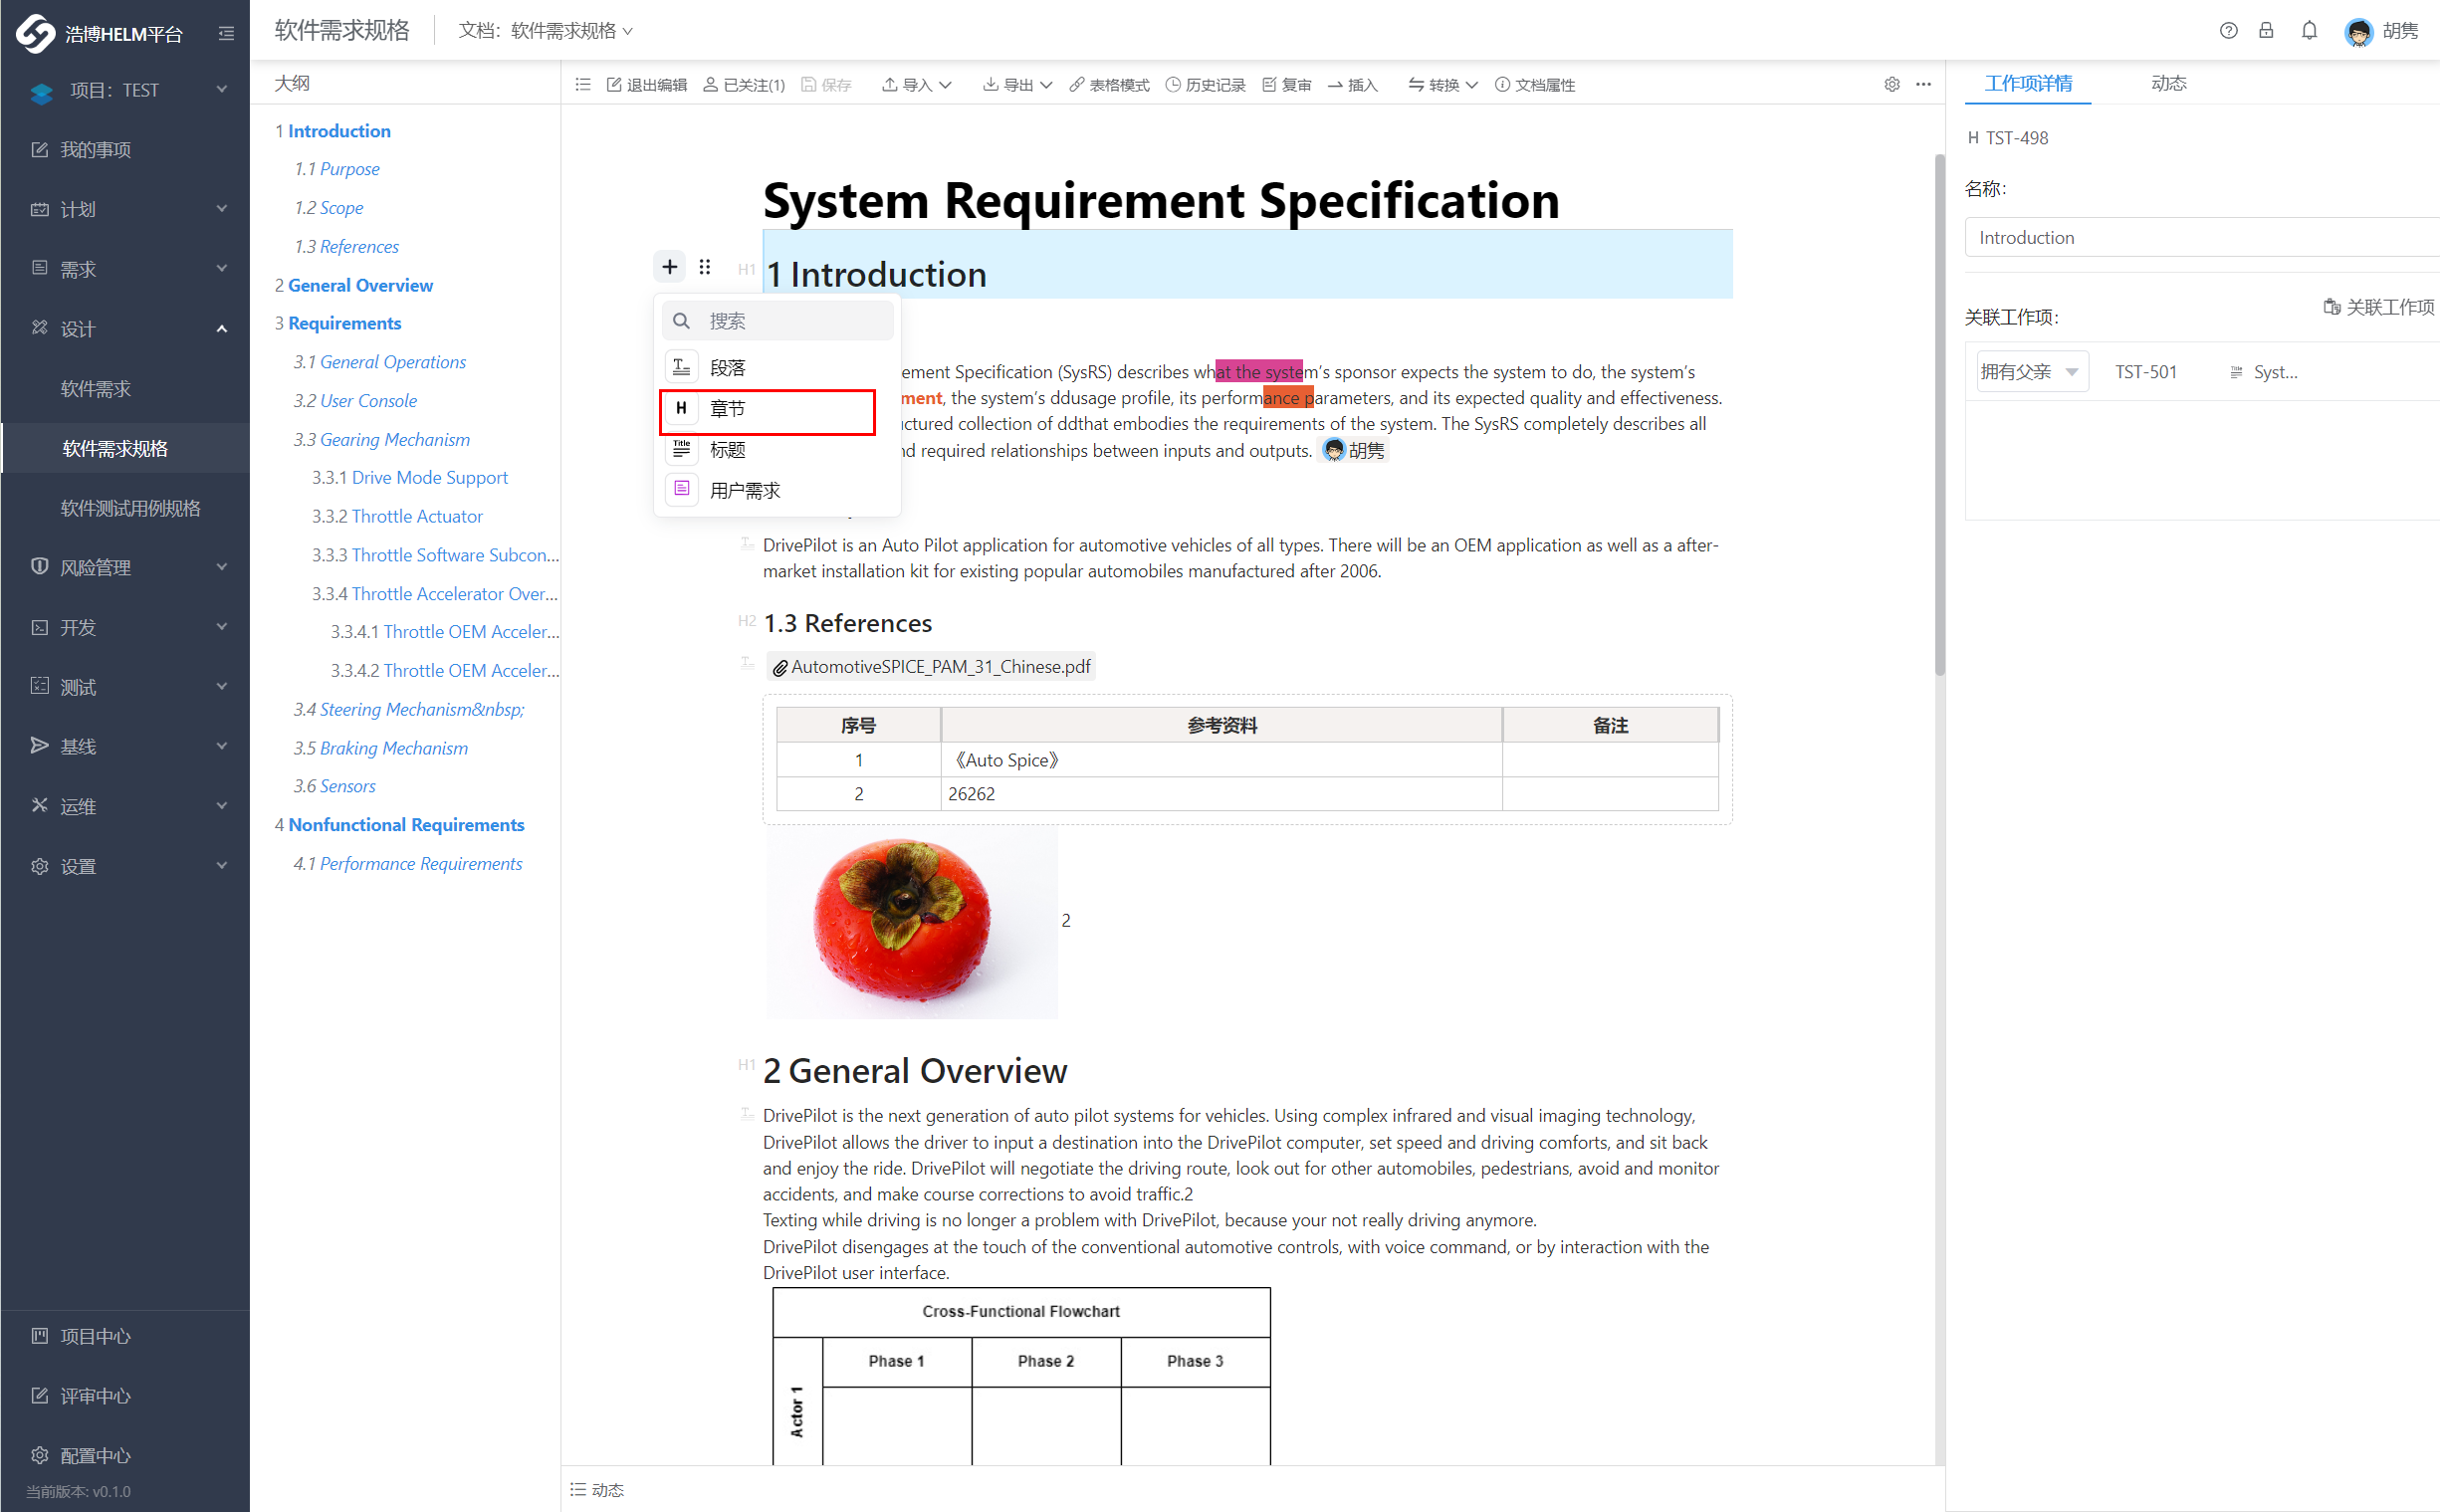 浩博HELM平台
项目：TEST
我的事项
计划
需求
设计
软件需求
软件需求规格
软件测试用例规格
风险管理
开发
测试
基线
运维
设置
项目中心
评审中心
配置中心
当前版本: v0.1.0
软件需求规格
文档：软件需求规格
胡隽
大纲
1 Introduction
1.1 Purpose
1.2 Scope
1.3 References
2 General Overview
3 Requirements
3.1 General Operations
3.2 User Console
3.3 Gearing Mechanism
3.3.1 Drive Mode Support
3.3.2 Throttle Actuator
3.3.3 Throttle Software Subcon...
3.3.4 Throttle Accelerator Over...
3.3.4.1 Throttle OEM Acceler...
3.3.4.2 Throttle OEM Acceler...
3.4 Steering Mechanism&nbsp;
3.5 Braking Mechanism
3.6 Sensors
4 Nonfunctional Requirements
4.1 Performance Requirements
退出编辑 已关注(1) 保存 导入 导出 表格模式 历史记录 复审 插入 转换 文档属性
System Requirement Specification
H1 1 Introduction
搜索
段落
H 章节
Title 标题
用户需求
ement Specification (SysRS) describes what the system’s sponsor expects the system to do, the system’s
ment, the system’s ddusage profile, its performance parameters, and its expected quality and effectiveness.
uctured collection of ddthat embodies the requirements of the system. The SysRS completely describes all
nd required relationships between inputs and outputs. 胡隽
DrivePilot is an Auto Pilot application for automotive vehicles of all types. There will be an OEM application as well as a after-
market installation kit for existing popular automobiles manufactured after 2006.
H2 1.3 References
AutomotiveSPICE_PAM_31_Chinese.pdf
序号 参考资料 备注
1 《Auto Spice》
2 26262
2
H1 2 General Overview
DrivePilot is the next generation of auto pilot systems for vehicles. Using complex infrared and visual imaging technology,
DrivePilot allows the driver to input a destination into the DrivePilot computer, set speed and driving comforts, and sit back
and enjoy the ride. DrivePilot will negotiate the driving route, look out for other automobiles, pedestrians, avoid and monitor
accidents, and make course corrections to avoid traffic.2
Texting while driving is no longer a problem with DrivePilot, because your not really driving anymore.
DrivePilot disengages at the touch of the conventional automotive controls, with voice command, or by interaction with the
DrivePilot user interface.
Cross-Functional Flowchart
Phase 1 Phase 2 Phase 3
Actor 1
动态
工作项详情 动态
H TST-498
名称：
Introduction
关联工作项
关联工作项：
拥有父亲 TST-501 Syst...